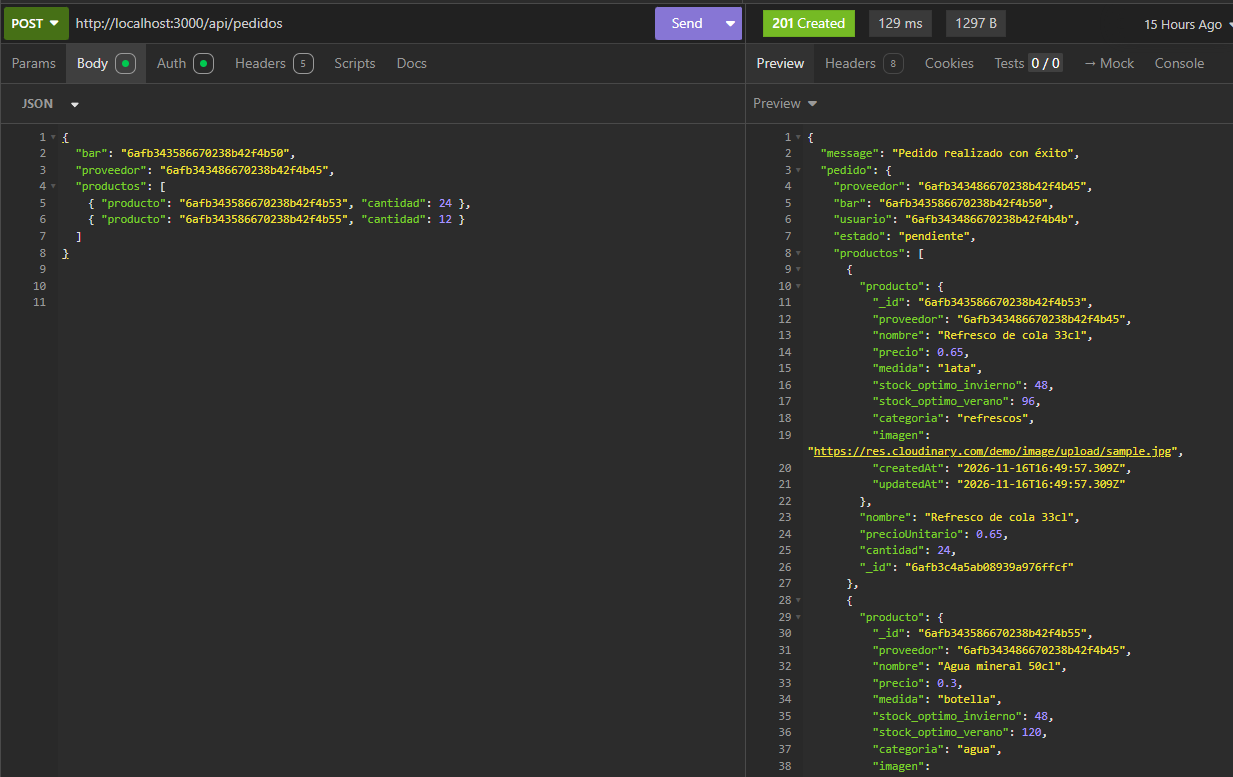 POST http://localhost:3000/api/pedidos Send
201 Created 129 ms 1297 B 15 Hours Ago
Params Body Auth Headers 5 Scripts Docs
Preview Headers 8 Cookies Tests 0 / 0 → Mock Console
JSON
Preview
1 {
2 "bar": "6afb343586670238b42f4b50",
3 "proveedor": "6afb343486670238b42f4b45",
4 "productos": [
5 { "producto": "6afb343586670238b42f4b53", "cantidad": 24 },
6 { "producto": "6afb343586670238b42f4b55", "cantidad": 12 }
7 ]
8 }
9
10
11
1 {
2 "message": "Pedido realizado con éxito",
3 "pedido": {
4 "proveedor": "6afb343486670238b42f4b45",
5 "bar": "6afb343586670238b42f4b50",
6 "usuario": "6afb343486670238b42f4b4b",
7 "estado": "pendiente",
8 "productos": [
9 {
10 "producto": {
11 "_id": "6afb343586670238b42f4b53",
12 "proveedor": "6afb343486670238b42f4b45",
13 "nombre": "Refresco de cola 33cl",
14 "precio": 0.65,
15 "medida": "lata",
16 "stock_optimo_invierno": 48,
17 "stock_optimo_verano": 96,
18 "categoria": "refrescos",
19 "imagen":
"https://res.cloudinary.com/demo/image/upload/sample.jpg",
20 "createdAt": "2026-11-16T16:49:57.309Z",
21 "updatedAt": "2026-11-16T16:49:57.309Z"
22 },
23 "nombre": "Refresco de cola 33cl",
24 "precioUnitario": 0.65,
25 "cantidad": 24,
26 "_id": "6afb3c4a5ab08939a976ffcf"
27 },
28 {
29 "producto": {
30 "_id": "6afb343586670238b42f4b55",
31 "proveedor": "6afb343486670238b42f4b45",
32 "nombre": "Agua mineral 50cl",
33 "precio": 0.3,
34 "medida": "botella",
35 "stock_optimo_invierno": 48,
36 "stock_optimo_verano": 120,
37 "categoria": "agua",
38 "imagen":